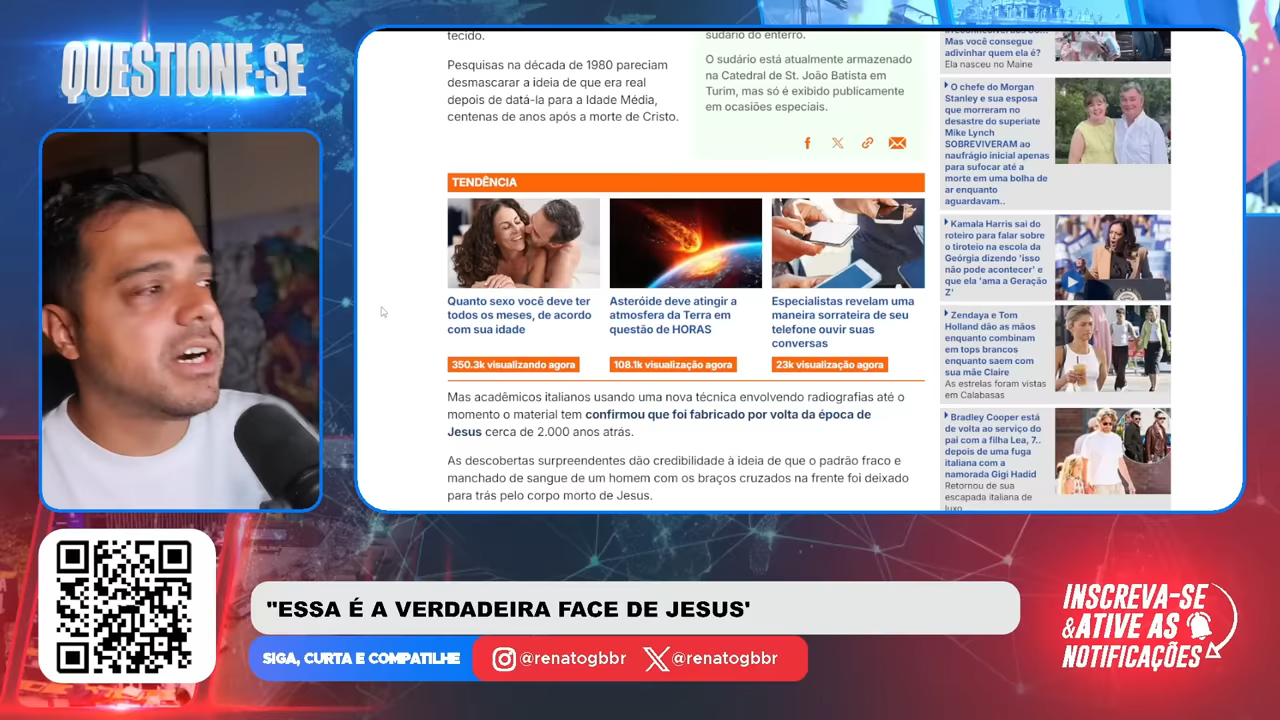 QUESTIONE-SE
tecido.
Pesquisas na década de 1980 pareciam
desmascarar a ideia de que era real
depois de datá-la para a Idade Média,
centenas de anos após a morte de Cristo.
sudário do enterro.
O sudário está atualmente armazenado
na Catedral de St. João Batista em
Turim, mas só é exibido publicamente
em ocasiões especiais.
TENDÊNCIA
Quanto sexo você deve ter
todos os meses, de acordo
com sua idade
350.3k visualizando agora
Asteróide deve atingir a
atmosfera da Terra em
questão de HORAS
108.1k visualização agora
Especialistas revelam uma
maneira sorrateira de seu
telefone ouvir suas
conversas
23k visualização agora
Mas acadêmicos italianos usando uma nova técnica envolvendo radiografias até o
momento o material tem confirmou que foi fabricado por volta da época de
Jesus cerca de 2.000 anos atrás.
As descobertas surpreendentes dão credibilidade à ideia de que o padrão fraco e
manchado de sangue de um homem com os braços cruzados na frente foi deixado
para trás pelo corpo morto de Jesus.
Mas você consegue
adivinhar quem ela é?
Ela nasceu no Maine
O chefe do Morgan
Stanley e sua esposa
que morreram no
desastre do superiate
Mike Lynch
SOBREVIVERAM ao
naufrágio inicial apenas
para sufocar até a
morte em uma bolha de
ar enquanto
aguardavam..
Kamala Harris sai do
roteiro para falar sobre
o tiroteio na escola da
Geórgia dizendo 'isso
não pode acontecer' e
que ela 'ama a Geração
Z'
Zendaya e Tom
Holland dão as mãos
enquanto combinam
em tops brancos
enquanto saem com
sua mãe Claire
As estrelas foram vistas
em Calabasas
Bradley Cooper está
de volta ao serviço do
pai com a filha Lea, 7..
depois de uma fuga
italiana com a
namorada Gigi Hadid
Retornou de sua
escapada italiana de
luxo
"ESSA É A VERDADEIRA FACE DE JESUS'
SIGA, CURTA E COMPATILHE
@renatogbbr
@renatogbbr
INSCREVA-SE
&ATIVE AS
NOTIFICAÇÕES